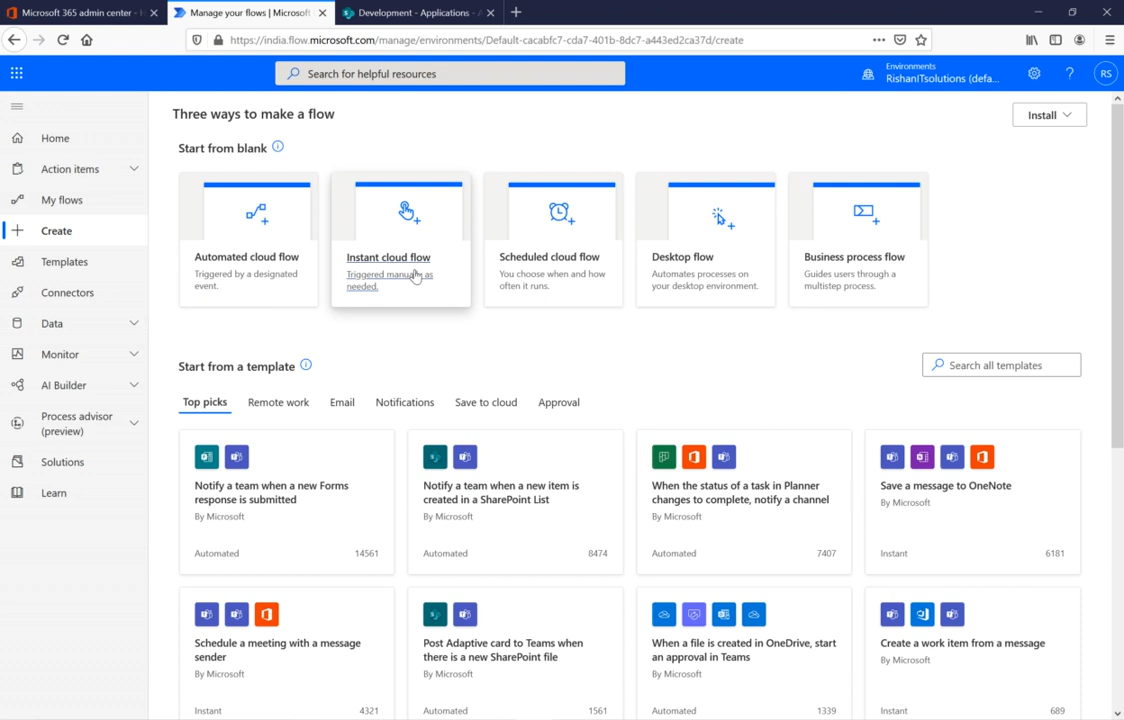 Microsoft 365 admin center - H
Manage your flows | Microsoft
Development - Applications - A
https://india.flow.microsoft.com/manage/environments/Default-cacabfc7-cda7-401b-8dc7-a443ed2ca37d/create
Search for helpful resources
Environments
RishanITsolutions (defa...
RS
Home
Action items
My flows
Create
Templates
Connectors
Data
Monitor
AI Builder
Process advisor
(preview)
Solutions
Learn
Three ways to make a flow
Install
Start from blank
Automated cloud flow
Triggered by a designated
event.
Instant cloud flow
Triggered manually as
needed.
Scheduled cloud flow
You choose when and how
often it runs.
Desktop flow
Automates processes on
your desktop environment.
Business process flow
Guides users through a
multistep process.
Start from a template
Search all templates
Top picks
Remote work
Email
Notifications
Save to cloud
Approval
Notify a team when a new Forms
response is submitted
By Microsoft
Automated
14561
Notify a team when a new item is
created in a SharePoint List
By Microsoft
Automated
8474
When the status of a task in Planner
changes to complete, notify a channel
By Microsoft
Automated
7407
Save a message to OneNote
By Microsoft
Instant
6181
Schedule a meeting with a message
sender
By Microsoft
Instant
4321
Post Adaptive card to Teams when
there is a new SharePoint file
By Microsoft
Automated
1561
When a file is created in OneDrive, start
an approval in Teams
By Microsoft
Automated
1339
Create a work item from a message
By Microsoft
Instant
689